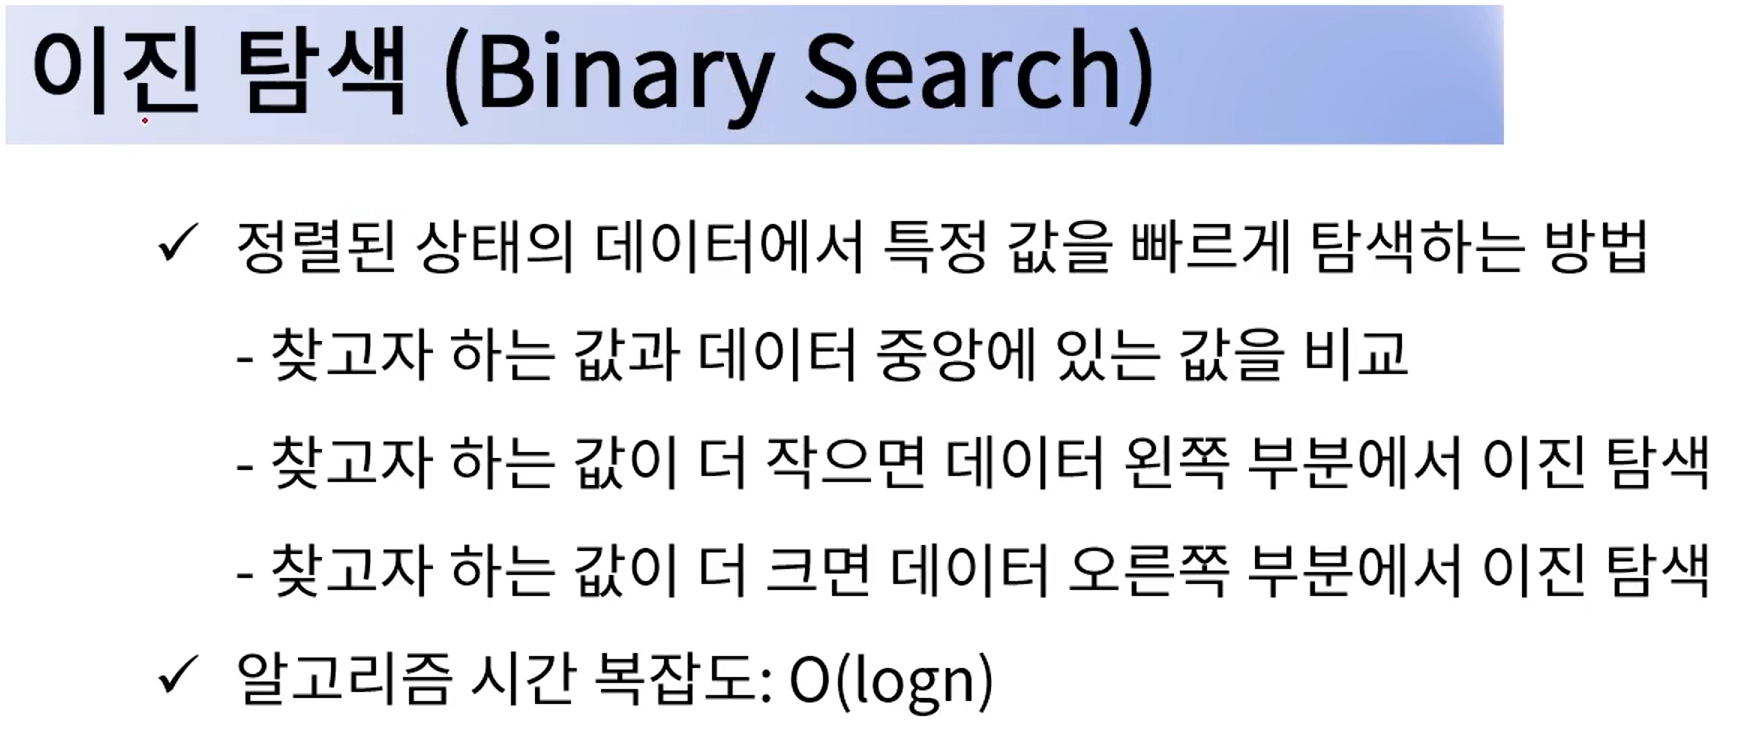 이진 탐색 (Binary Search)
✓ 정렬된 상태의 데이터에서 특정 값을 빠르게 탐색하는 방법
- 찾고자 하는 값과 데이터 중앙에 있는 값을 비교
- 찾고자 하는 값이 더 작으면 데이터 왼쪽 부분에서 이진 탐색
- 찾고자 하는 값이 더 크면 데이터 오른쪽 부분에서 이진 탐색
✓ 알고리즘 시간 복잡도: O(logn)